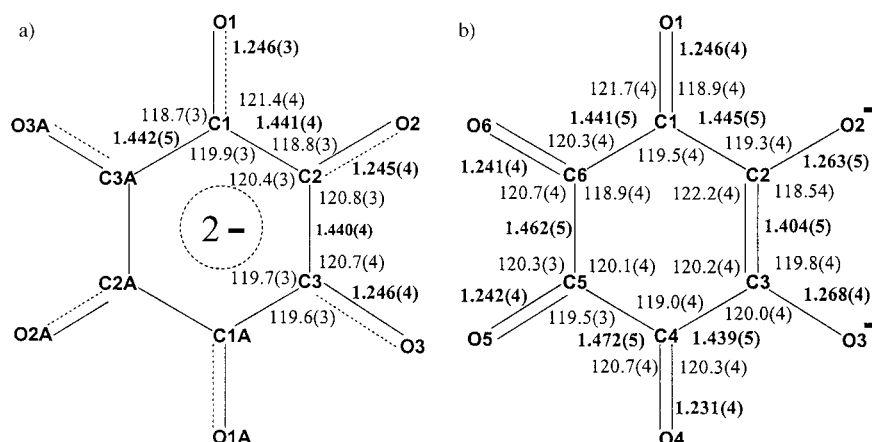 a)
O1
1.246(3)
118.7(3)
121.4(4)
O3A
C1
1.441(4)
O2
1.442(5)
119.9(3)
118.8(3)
120.4(3)
C2
1.245(4)
C3A
120.8(3)
2 -
1.440(4)
120.7(4)
119.7(3)
C3
1.246(4)
C2A
119.6(3)
O2A
C1A
O3
O1A
b)
O1
1.246(4)
121.7(4)
118.9(4)
O6
1.441(5)
C1
1.445(5)
O2 -
120.3(4)
119.5(4)
119.3(4)
1.241(4)
C6
C2
1.263(5)
120.7(4)
118.9(4)
122.2(4)
118.54)
1.462(5)
1.404(5)
120.3(3)
120.1(4)
120.2(4)
119.8(4)
1.242(4)
C5
119.0(4)
C3
1.268(4)
119.5(3)
120.0(4)
O5
1.472(5)
C4
1.439(5)
O3 -
120.7(4)
120.3(4)
1.231(4)
O4